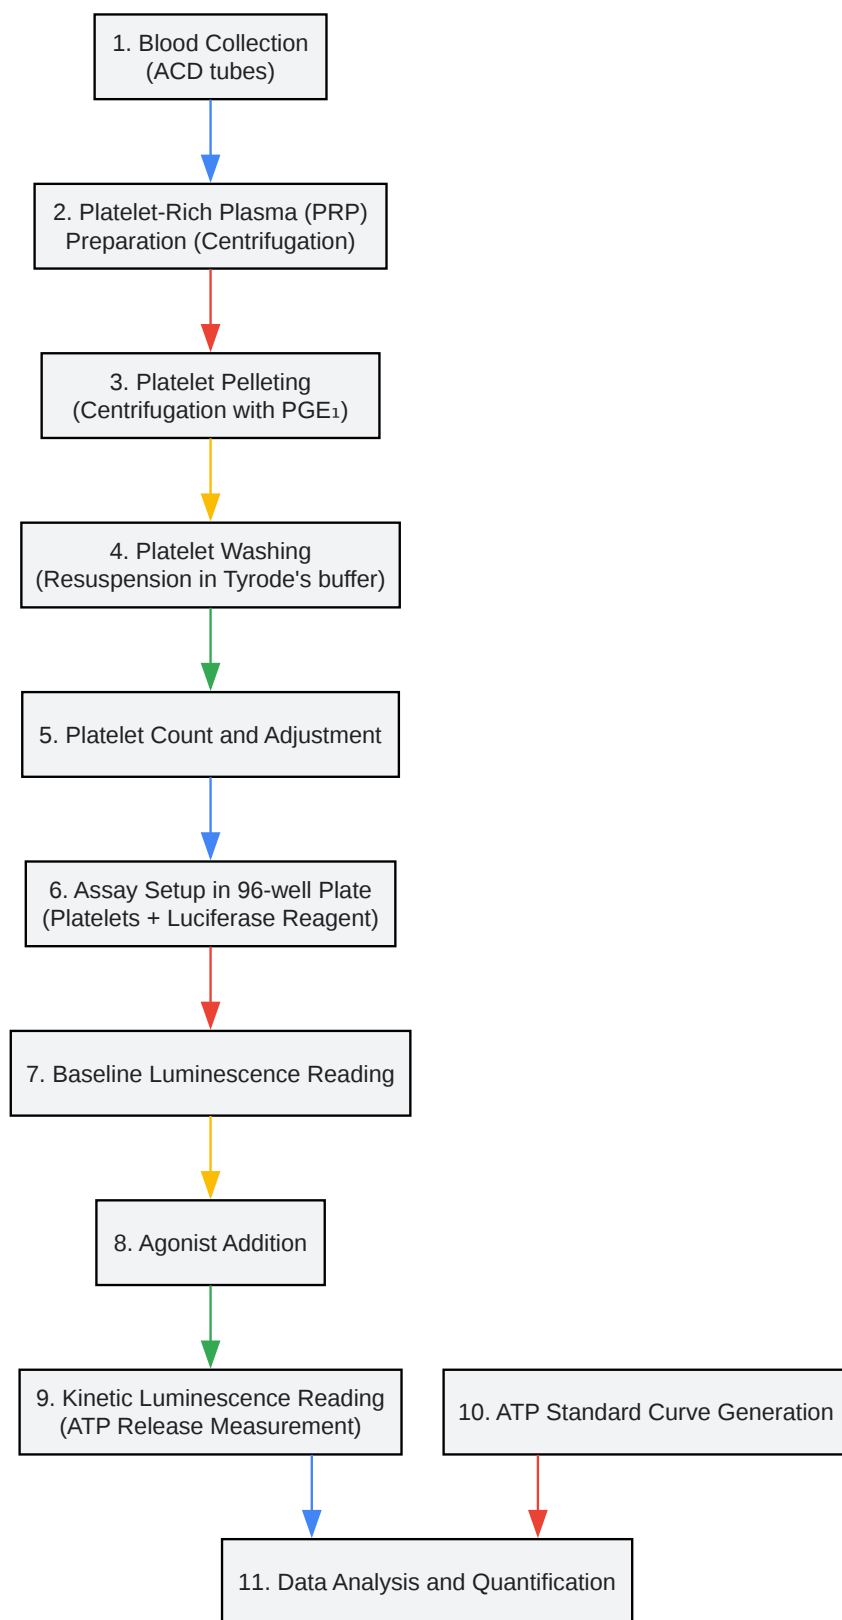 1. Blood Collection
(ACD tubes)
2. Platelet-Rich Plasma (PRP)
Preparation (Centrifugation)
3. Platelet Pelleting
(Centrifugation with PGE₁)
4. Platelet Washing
(Resuspension in Tyrode's buffer)
5. Platelet Count and Adjustment
6. Assay Setup in 96-well Plate
(Platelets + Luciferase Reagent)
7. Baseline Luminescence Reading
8. Agonist Addition
9. Kinetic Luminescence Reading
(ATP Release Measurement)
10. ATP Standard Curve Generation
11. Data Analysis and Quantification